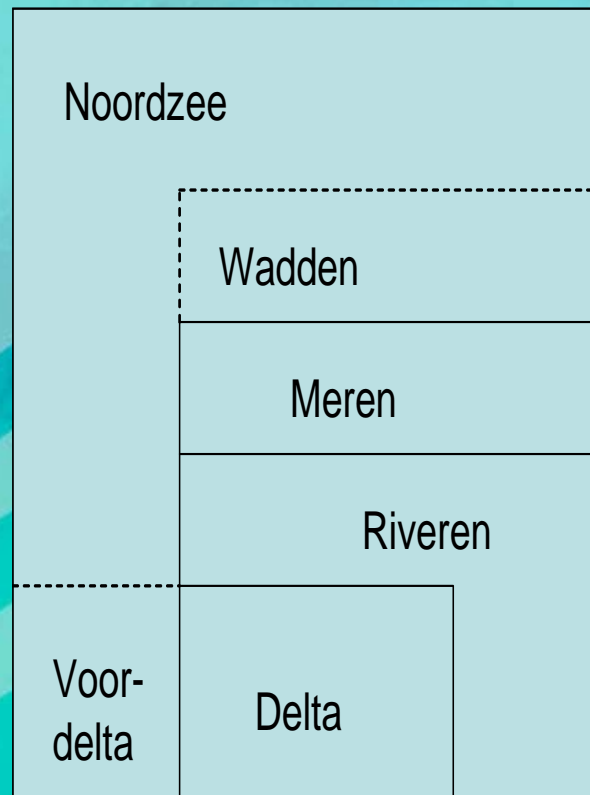 Noordzee
Wadden
Meren
Riveren
Voor-
delta
Delta